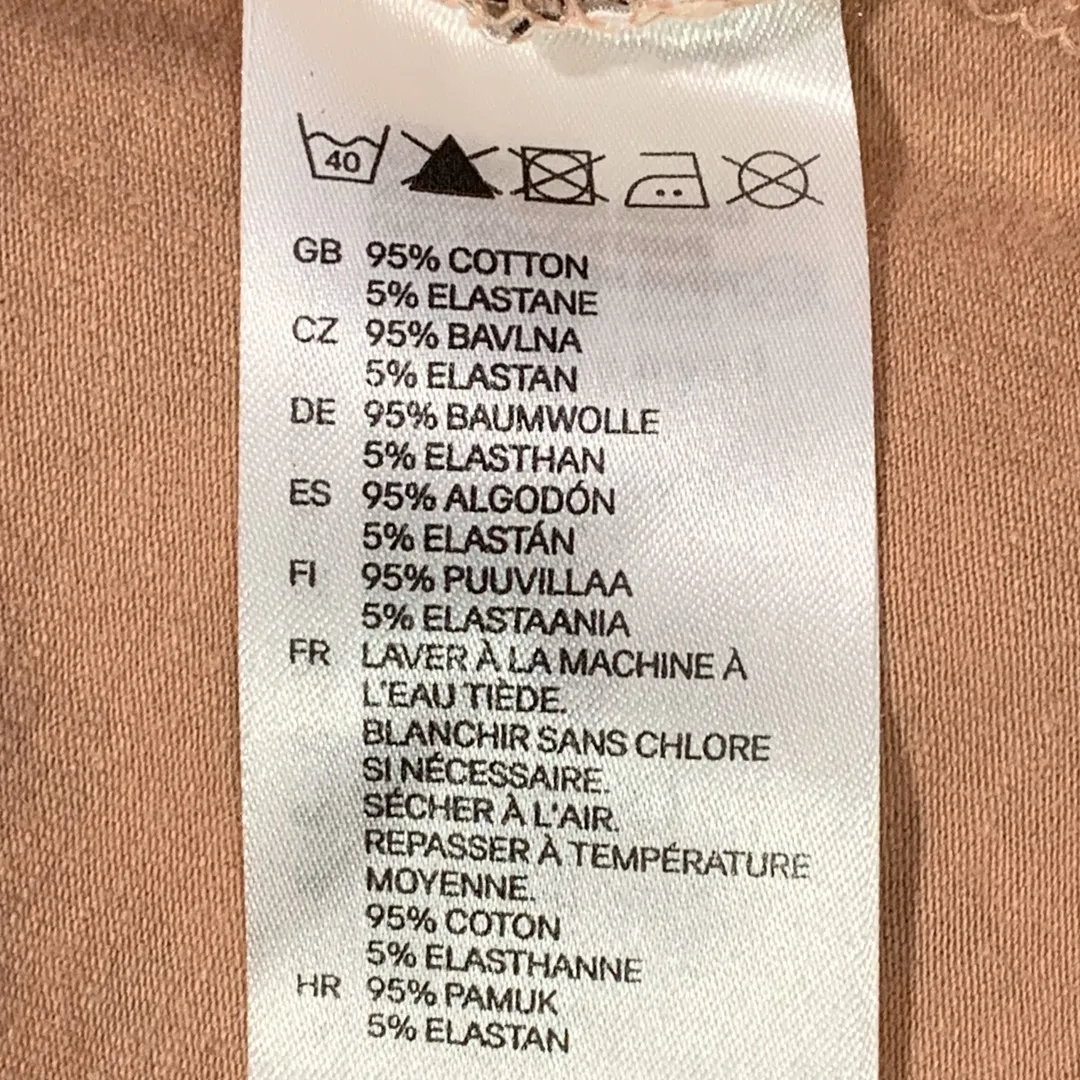 40
GB 95% COTTON
5% ELASTANE
CZ 95% BAVLNA
5% ELASTAN
DE 95% BAUMWOLLE
5% ELASTHAN
ES 95% ALGODÓN
5% ELASTÁN
FI 95% PUUVILLAA
5% ELASTAANIA
FR LAVER À LA MACHINE À
L'EAU TIÈDE.
BLANCHIR SANS CHLORE
SI NÉCESSAIRE.
SÉCHER À L'AIR.
REPASSER À TEMPÉRATURE
MOYENNE.
95% COTON
5% ELASTHANNE
HR 95% PAMUK
5% ELASTAN